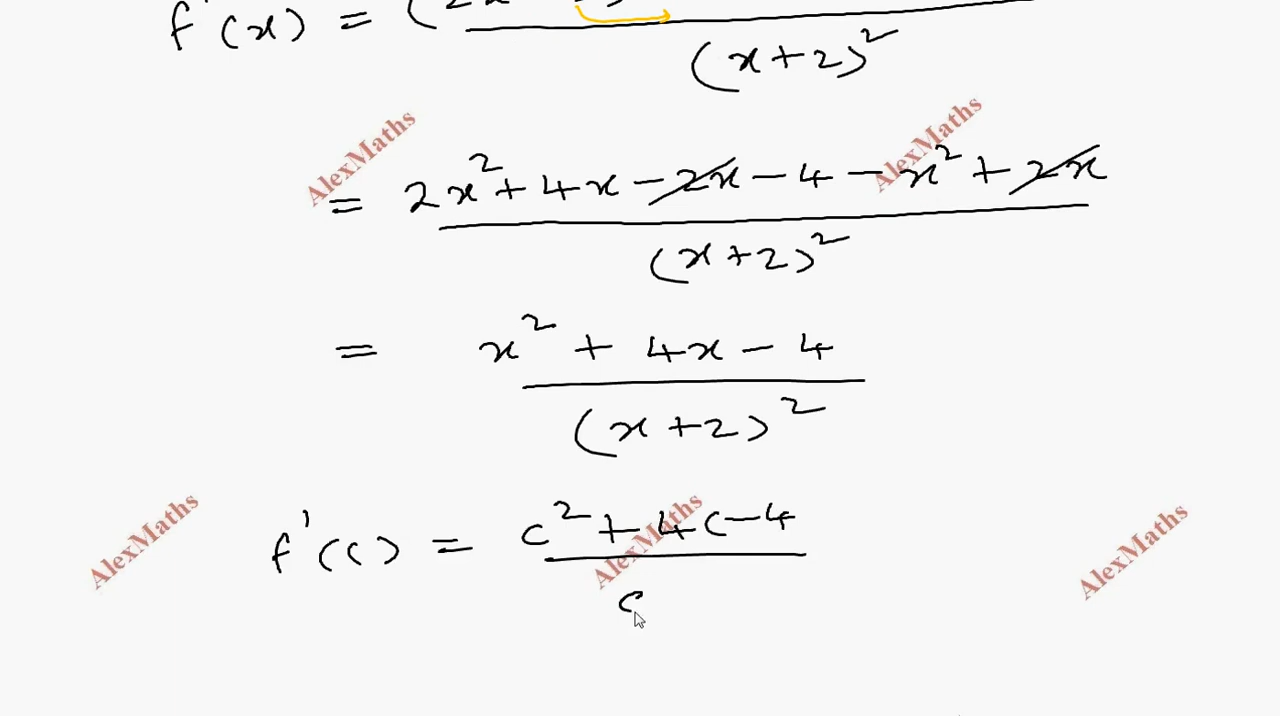 f'(x) = (2x
(x+2)²
AlexMaths AlexMaths
= 2x² + 4x - 2x - 4 - x² + 2x
(x+2)²
= x² + 4x - 4
(x+2)²
AlexMaths AlexMaths AlexMaths
f'(c) = c² + 4c - 4
c